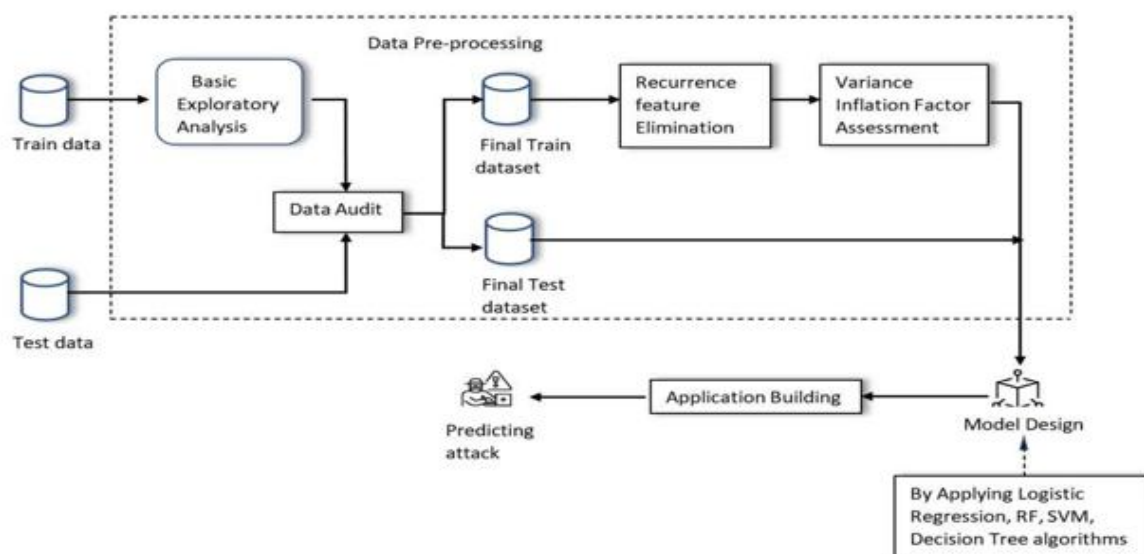 Data Pre-processing
Basic
Exploratory
Analysis
Train data
Final Train
dataset
Recurrence
feature
Elimination
Variance
Inflation Factor
Assessment
Data Audit
Final Test
dataset
Test data
Predicting
attack
Application Building
Model Design
By Applying Logistic
Regression, RF, SVM,
Decision Tree algorithms